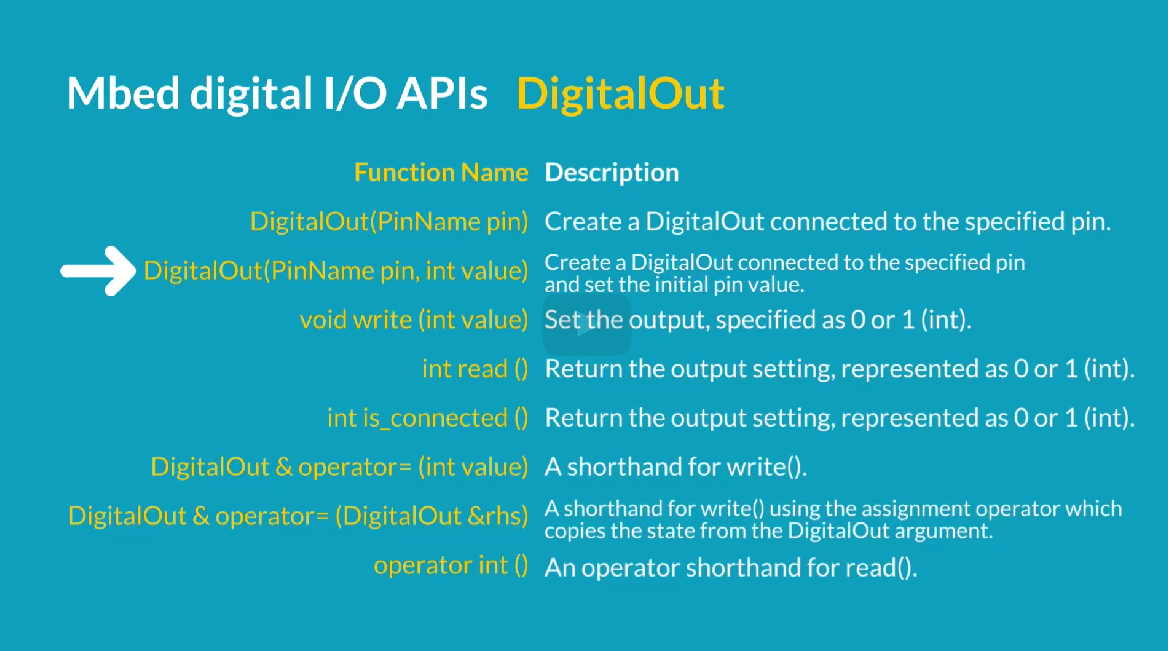 Mbed digital I/O APIs DigitalOut
Function Name Description
DigitalOut(PinName pin) Create a DigitalOut connected to the specified pin.
DigitalOut(PinName pin, int value) Create a DigitalOut connected to the specified pin
and set the initial pin value.
void write (int value) Set the output, specified as 0 or 1 (int).
int read () Return the output setting, represented as 0 or 1 (int).
int is_connected () Return the output setting, represented as 0 or 1 (int).
DigitalOut & operator= (int value) A shorthand for write().
DigitalOut & operator= (DigitalOut &rhs) A shorthand for write() using the assignment operator which
copies the state from the DigitalOut argument.
operator int () An operator shorthand for read().